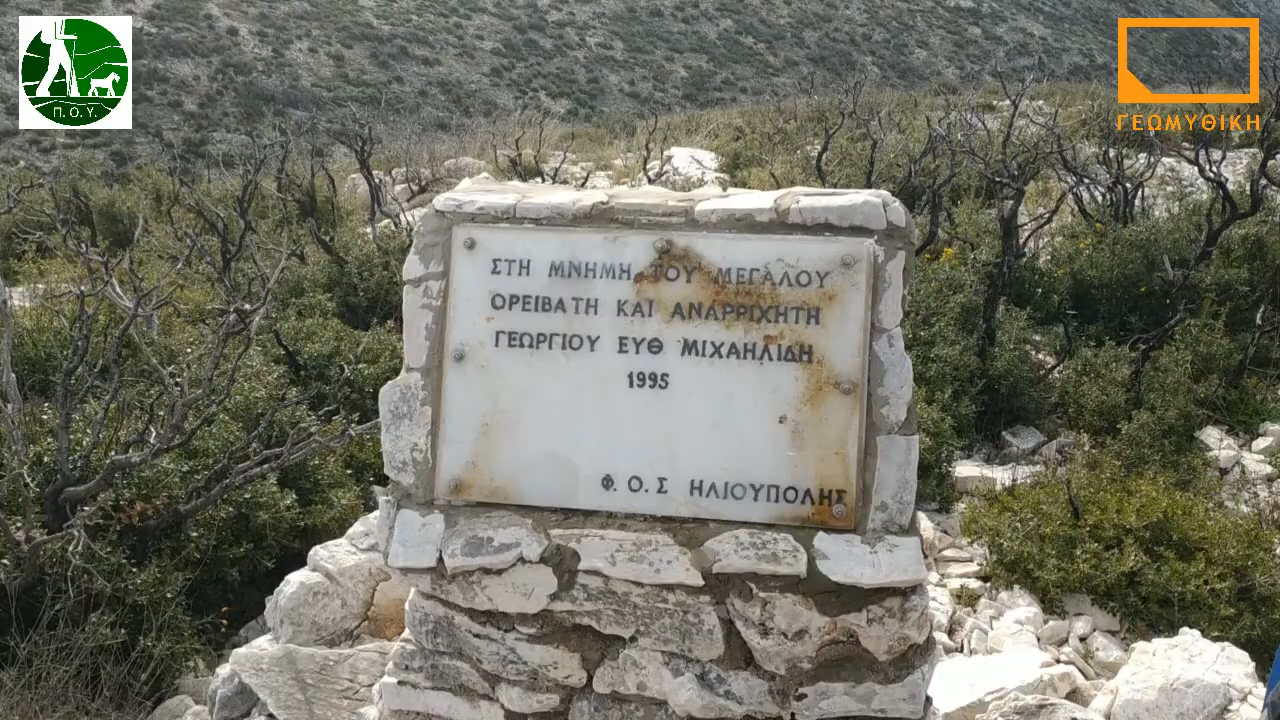 Π.Ο.Υ.
ΓΕΩΜΥΘΙΚΗ
ΣΤΗ ΜΝΗΜΗ ΤΟΥ ΜΕΓΑΛΟΥ
ΟΡΕΙΒΑΤΗ ΚΑΙ ΑΝΑΡΡΙΧΗΤΗ
ΓΕΩΡΓΙΟΥ ΕΥΘ ΜΙΧΑΗΛΙΔΗ
1995
Φ.Ο.Σ ΗΛΙΟΥΠΟΛΗΣ